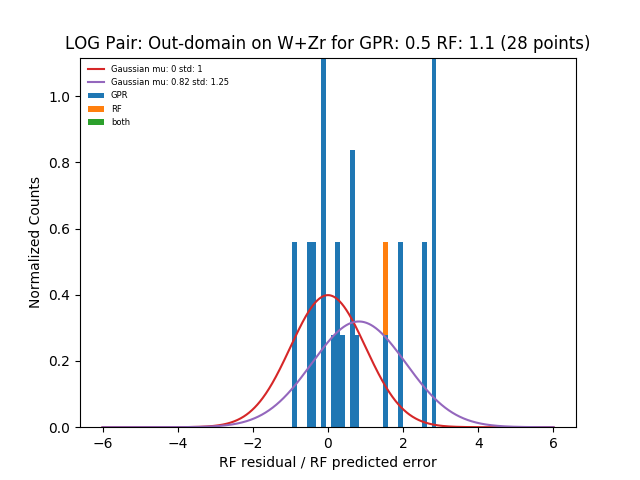 LOG Pair: Out-domain on W+Zr for GPR: 0.5 RF: 1.1 (28 points)
Gaussian mu: 0 std: 1
Gaussian mu: 0.82 std: 1.25
GPR
RF
both
Normalized Counts
1.0
0.8
0.6
0.4
0.2
0.0
−6 −4 −2 0 2 4 6
RF residual / RF predicted error